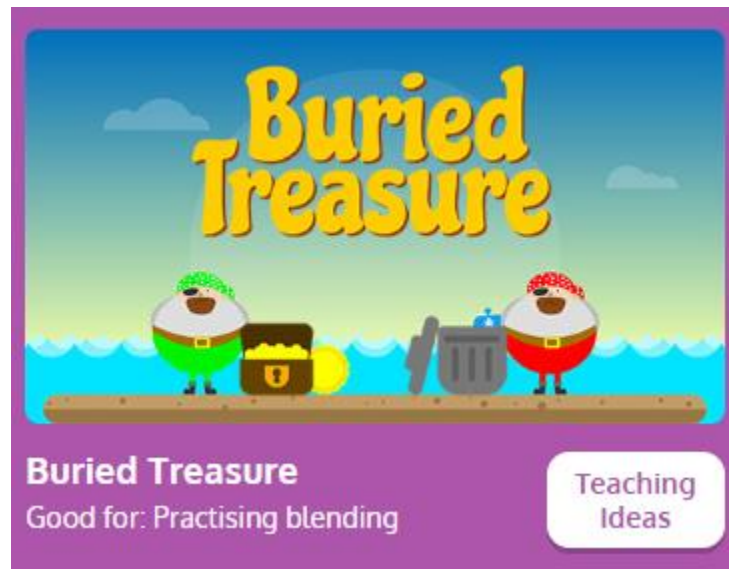 Buried
Treasure
Buried Treasure
Good for: Practising blending
Teaching
Ideas